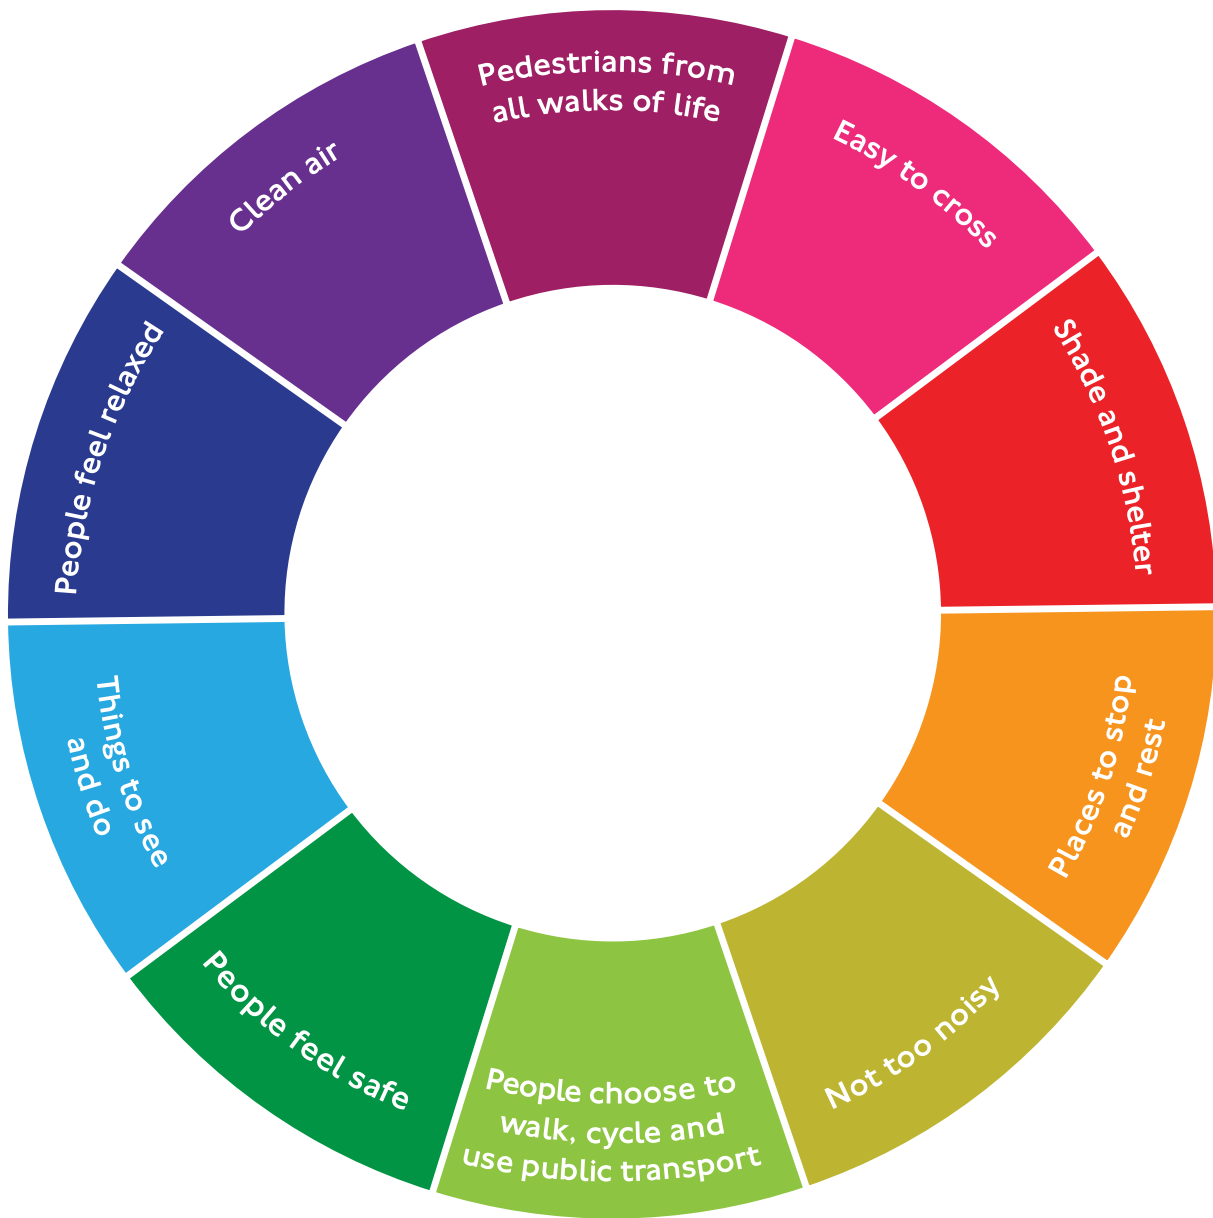 Pedestrians from
all walks of life
Easy to cross
Shade and shelter
Places to stop
and rest
Not too noisy
People choose to
walk, cycle and
use public transport
People feel safe
Things to see
and do
People feel relaxed
Clean air